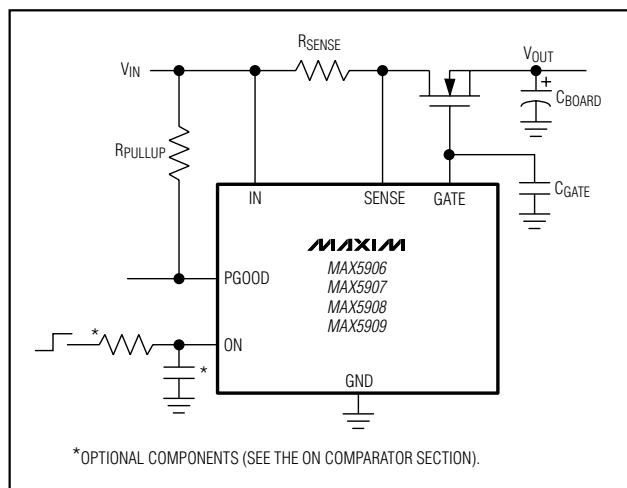 RSENSE
VIN
VOUT
+
CBOARD
RPULLUP
CGATE
IN
SENSE
GATE
MAXIM
MAX5906
MAX5907
MAX5908
MAX5909
PGOOD
*
ON
*
GND
*OPTIONAL COMPONENTS (SEE THE ON COMPARATOR SECTION).